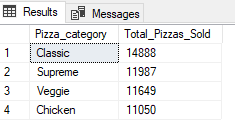 Results Messages
Pizza_category Total_Pizzas_Sold
1 Classic 14888
2 Supreme 11987
3 Veggie 11649
4 Chicken 11050